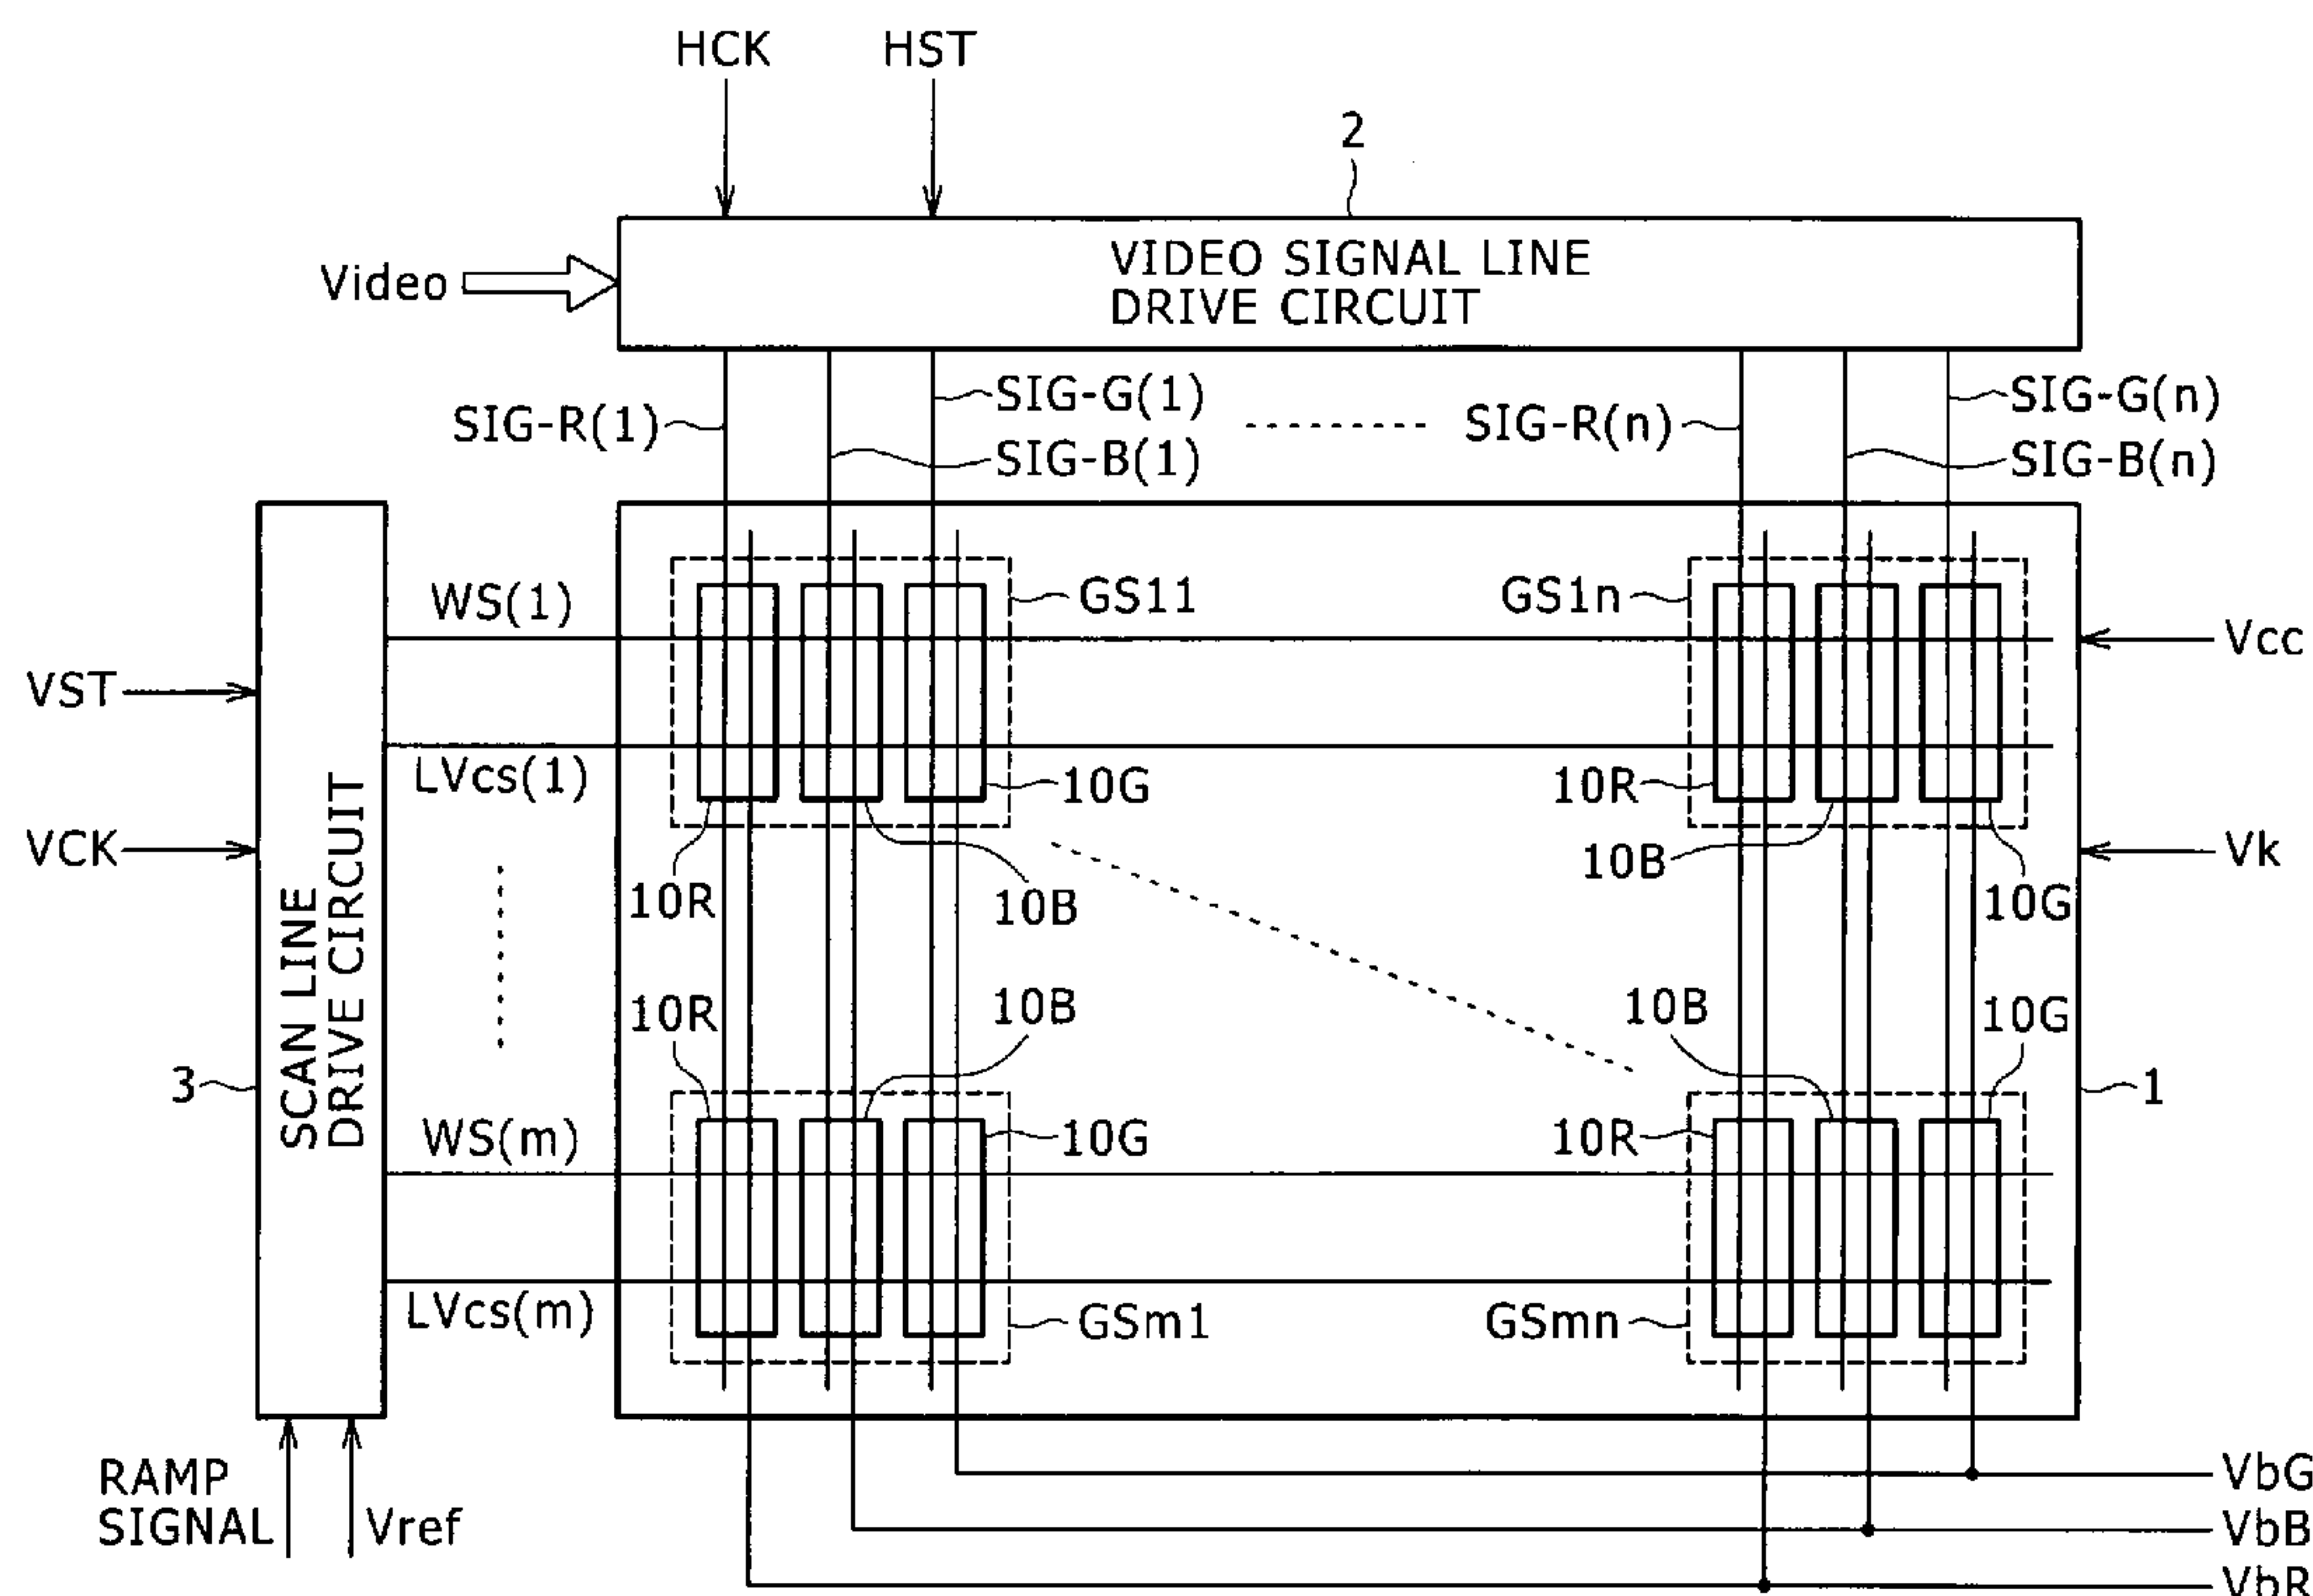 HCK
HST
2
Video
VIDEO SIGNAL LINE
DRIVE CIRCUIT
SIG-R(1)
SIG-G(1)
SIG-B(1)
SIG-R(n)
SIG-G(n)
SIG-B(n)
WS(1)
GS11
GS1n
Vcc
VST
LVcs(1)
10G
10R
VCK
10R
10B
10B
10G
Vk
SCAN LINE
DRIVE CIRCUIT
10R
10B
10B
10G
3
1
WS(m)
10G
10R
LVcs(m)
GSm1
GSmn
RAMP
SIGNAL
Vref
VbG
VbB
VbR